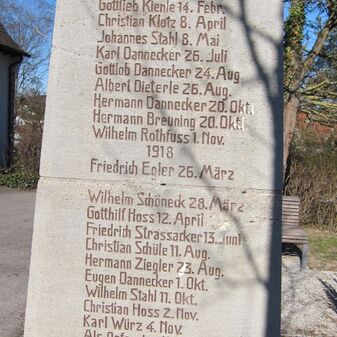 Gottlieb Kienle 14. Febr.
Christian Klotz 8. April
Johannes Stahl 8. Mai
Karl Dannecker 26. Juli
Gottlob Dannecker 24. Aug.
Albert Dieterle 26. Aug.
Hermann Dannecker 20. Okt.
Hermann Breuning 20. Okt.
Wilhelm Rothfuss 1. Nov.
1918
Friedrich Egler 26. März
Wilhelm Schöneck 28. März
Gotthilf Hoss 12. April
Friedrich Strassacker 13. Juni
Christian Schüle 11. Aug.
Hermann Ziegler 23. Aug.
Eugen Dannecker 1. Okt.
Wilhelm Stahl 11. Okt.
Christian Hoss 2. Nov.
Karl Würz 4. Nov.
Als